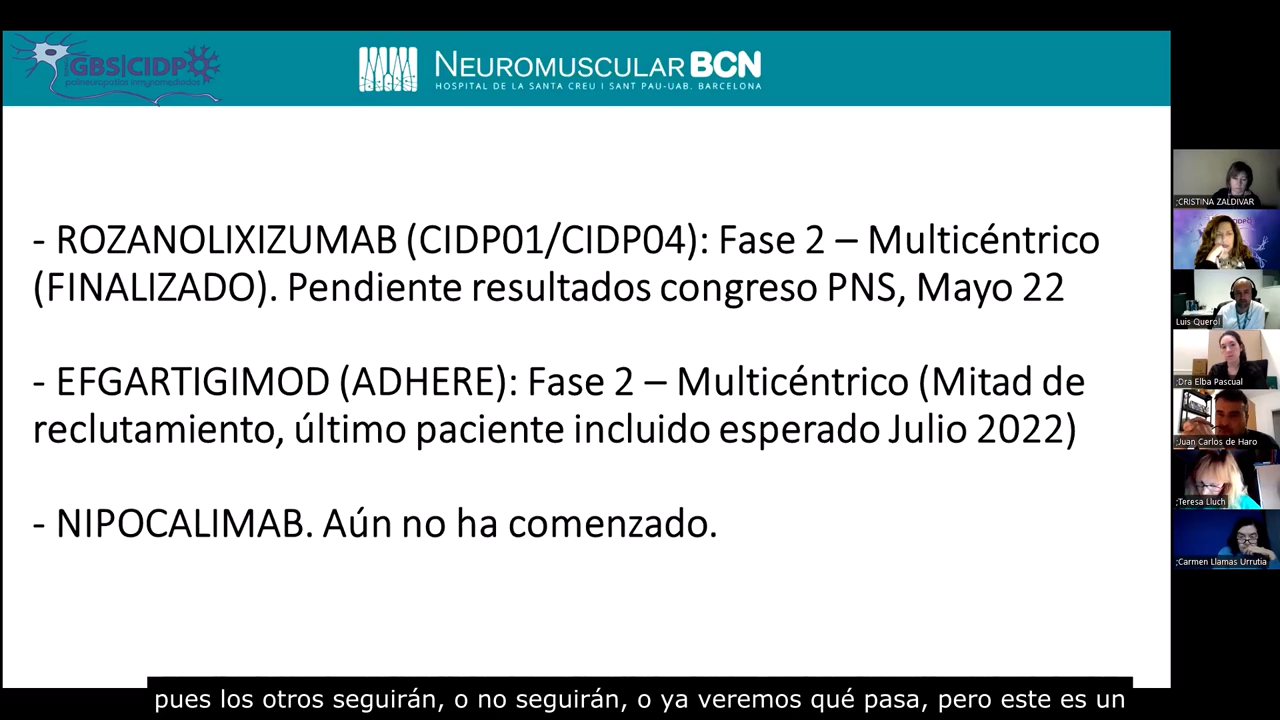 GBS|CIDP
polineuropatías inmunomediadas
NEUROMUSCULAR BCN
HOSPITAL DE LA SANTA CREU I SANT PAU-UAB. BARCELONA
- ROZANOLIXIZUMAB (CIDP01/CIDP04): Fase 2 – Multicéntrico
(FINALIZADO). Pendiente resultados congreso PNS, Mayo 22
- EFGARTIGIMOD (ADHERE): Fase 2 – Multicéntrico (Mitad de
reclutamiento, último paciente incluido esperado Julio 2022)
- NIPOCALIMAB. Aún no ha comenzado.
;CRISTINA ZALDIVAR
Luis Querol
;Dra Elba Pascual
;Juan Carlos de Haro
;Teresa Lluch
;Carmen Llamas Urrutia
pues los otros seguirán, o no seguirán, o ya veremos qué pasa, pero este es un